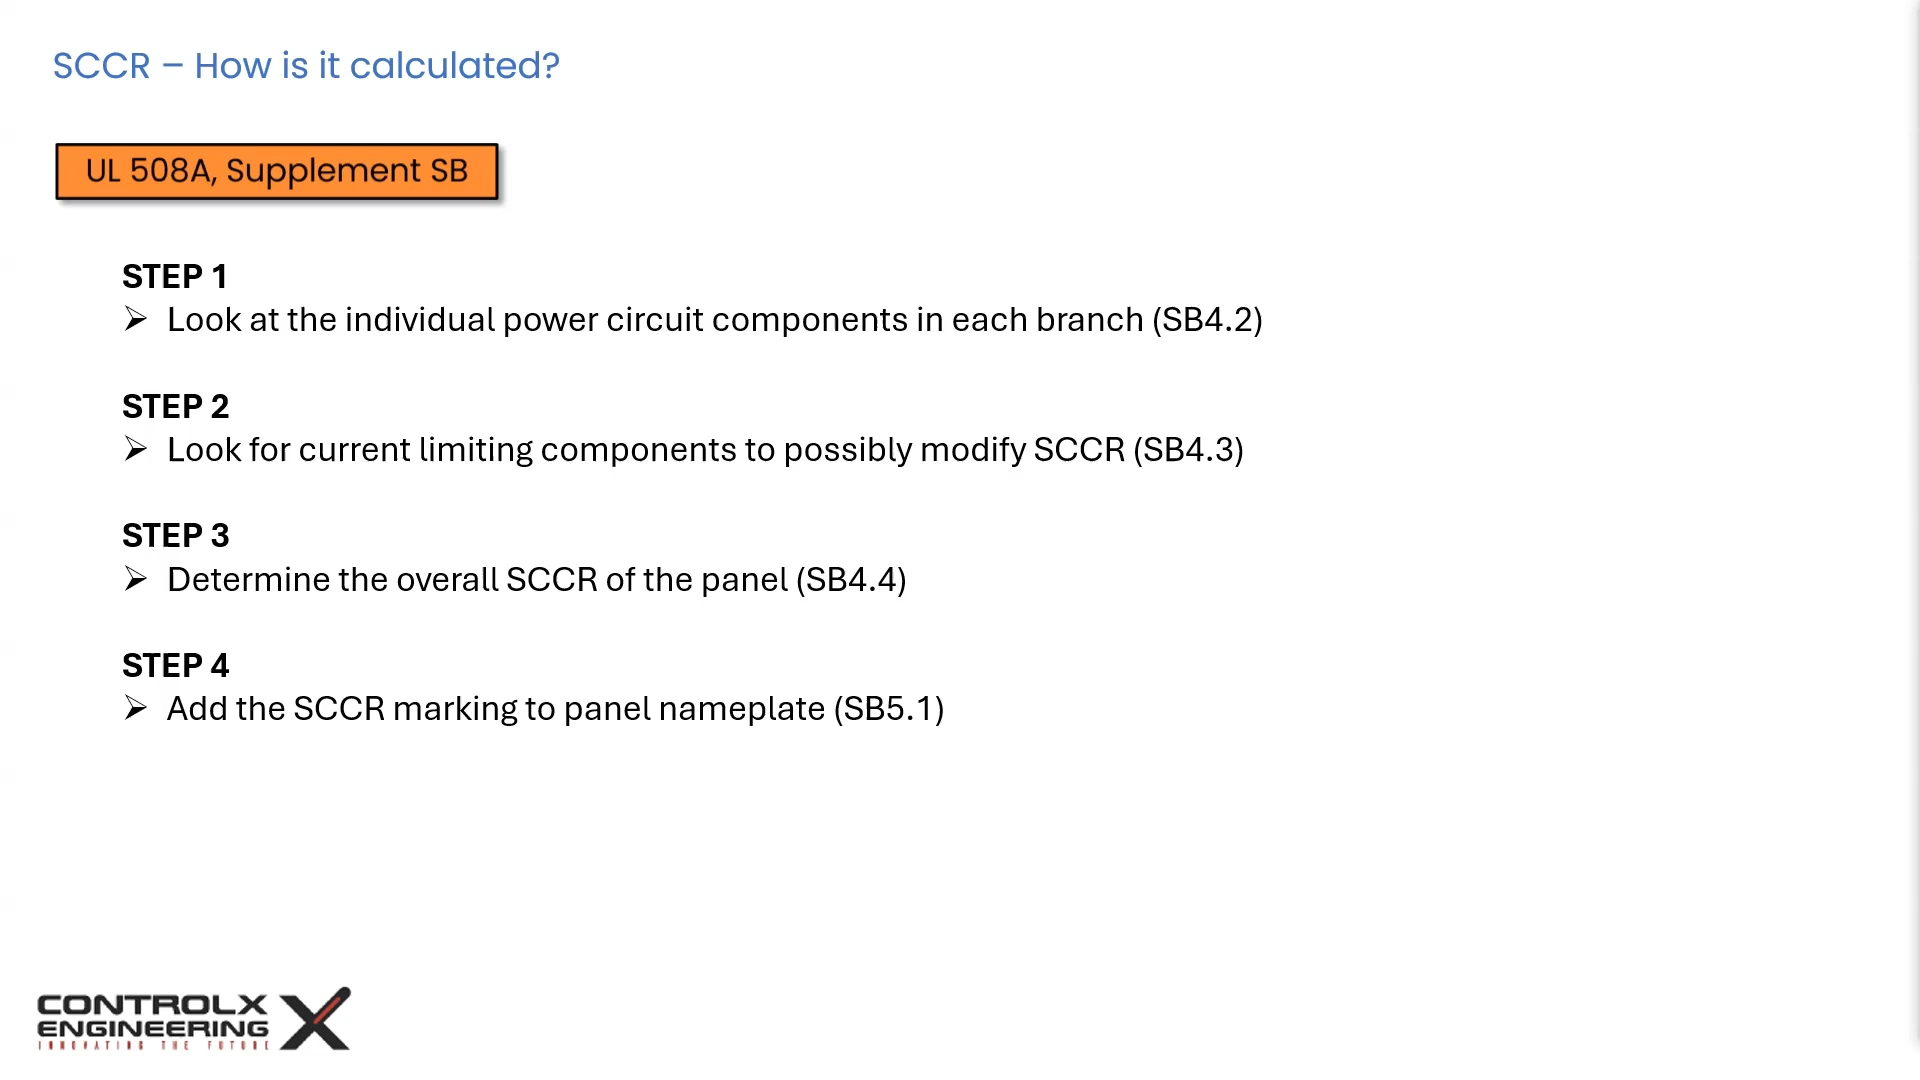 SCCR – How is it calculated?
UL 508A, Supplement SB
STEP 1
➢ Look at the individual power circuit components in each branch (SB4.2)
STEP 2
➢ Look for current limiting components to possibly modify SCCR (SB4.3)
STEP 3
➢ Determine the overall SCCR of the panel (SB4.4)
STEP 4
➢ Add the SCCR marking to panel nameplate (SB5.1)
CONTROLX
ENGINEERING
INNOVATING THE FUTURE